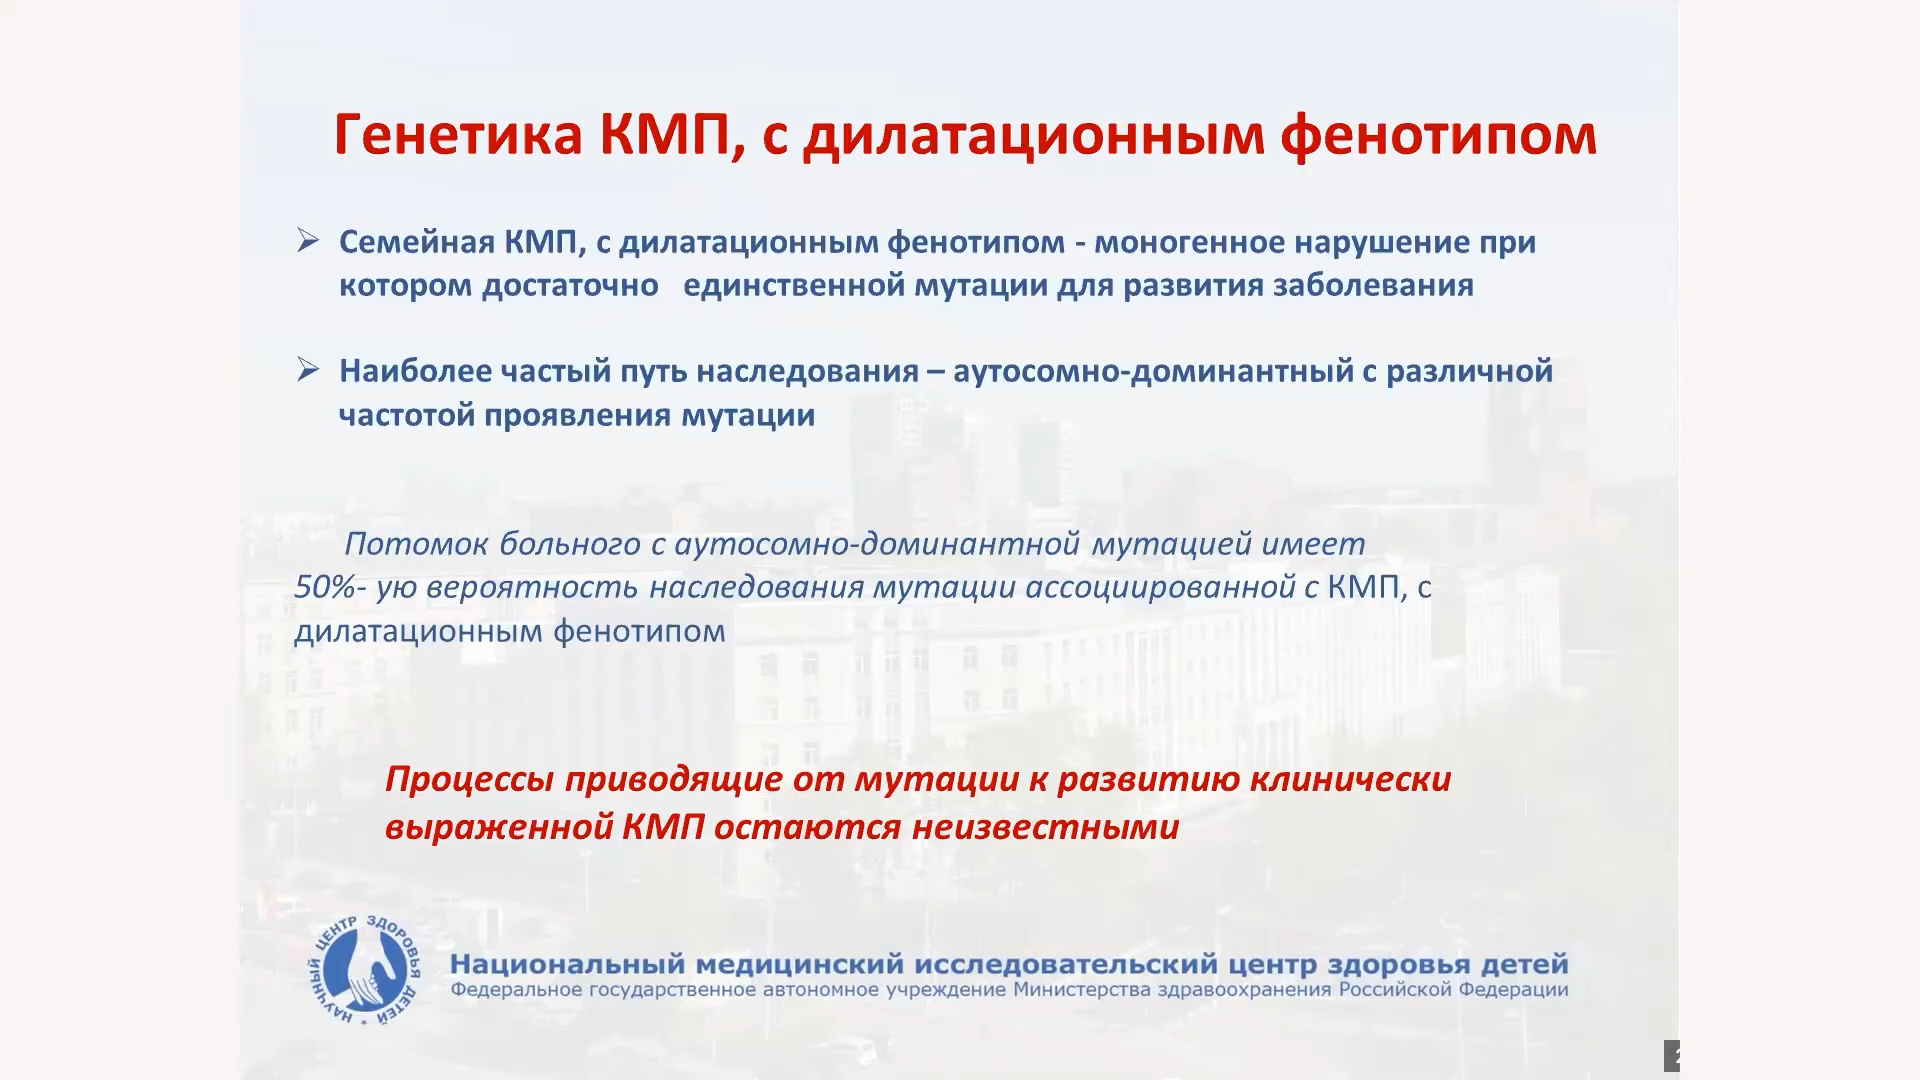 Генетика КМП, с дилатационным фенотипом
Семейная КМП, с дилатационным фенотипом - моногенное нарушение при
котором достаточно единственной мутации для развития заболевания
Наиболее частый путь наследования – аутосомно-доминантный с различной
частотой проявления мутации
Потомок больного с аутосомно-доминантной мутацией имеет
50%- ую вероятность наследования мутации ассоциированной с КМП, с
дилатационным фенотипом
Процессы приводящие от мутации к развитию клинически
выраженной КМП остаются неизвестными
НАУЧНЫЙ ЦЕНТР ЗДОРОВЬЯ ДЕТЕЙ *
Национальный медицинский исследовательский центр здоровья детей
Федеральное государственное автономное учреждение Министерства здравоохранения Российской Федерации